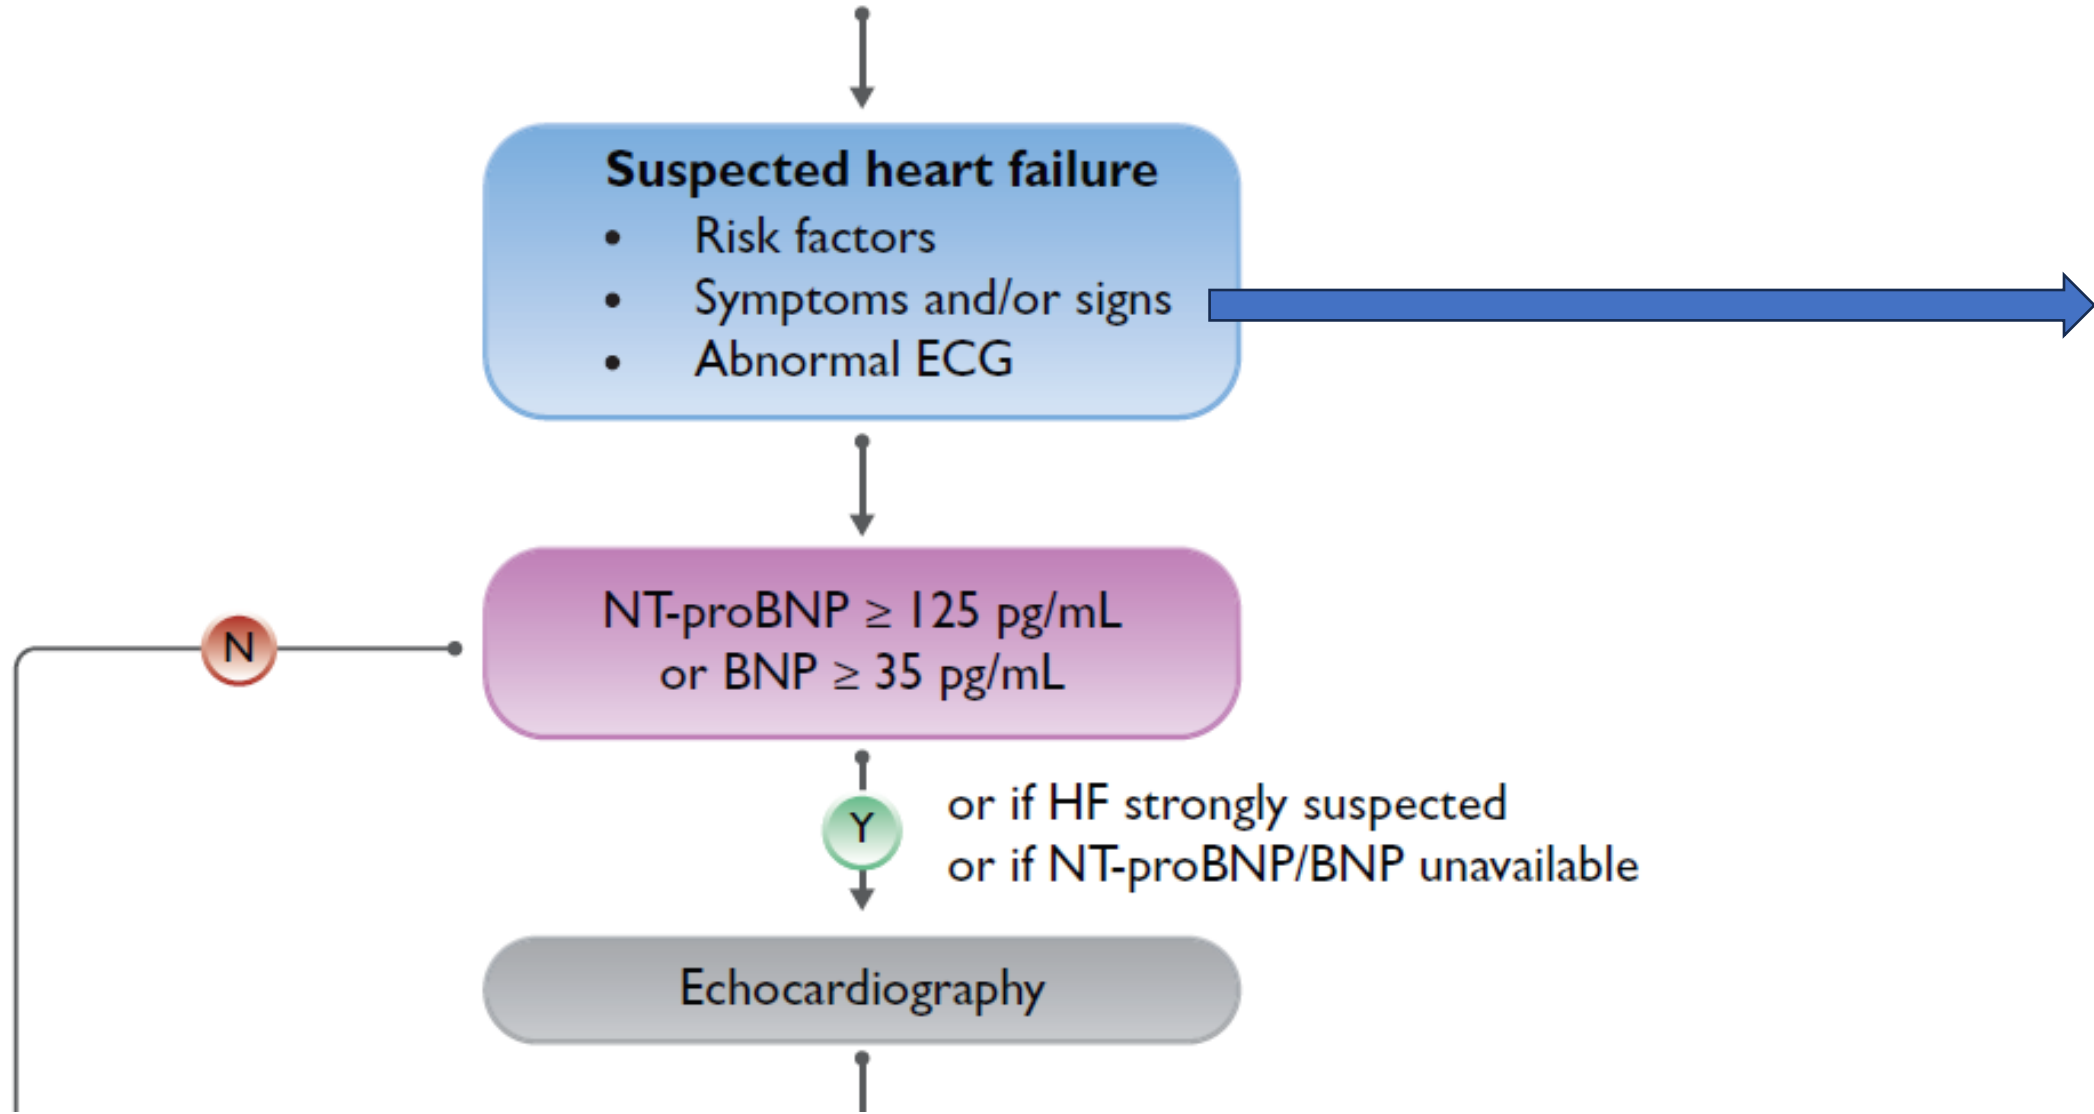 Suspected heart failure
• Risk factors
• Symptoms and/or signs
• Abnormal ECG
N
NT-proBNP ≥ 125 pg/mL
or BNP ≥ 35 pg/mL
Y
or if HF strongly suspected
or if NT-proBNP/BNP unavailable
Echocardiography